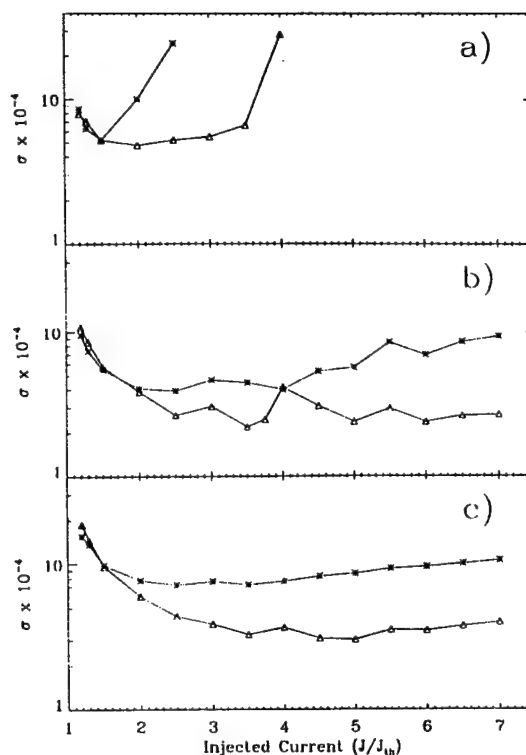 a)
10
σ x 10⁻⁴
1
b)
10
σ x 10⁻⁴
1
c)
10
σ x 10⁻⁴
1
1 2 3 4 5 6 7
Injected Current (J/Jth)